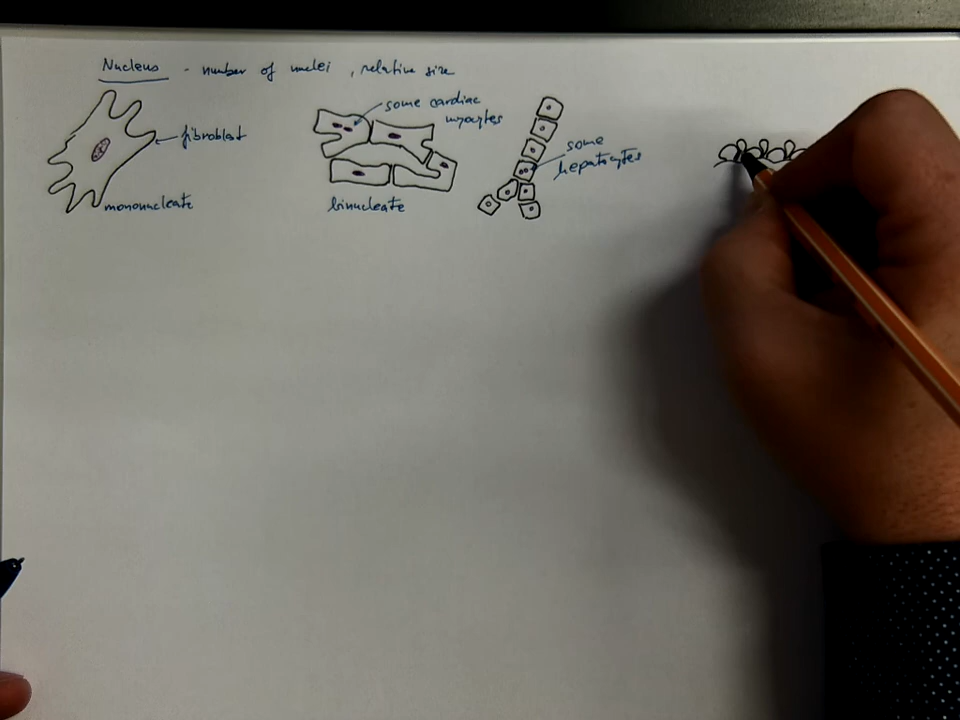 Nucleus - number of nuclei, relative size
fibroblast
mononucleate
some cardiac
myocytes
binucleate
some
hepatocytes